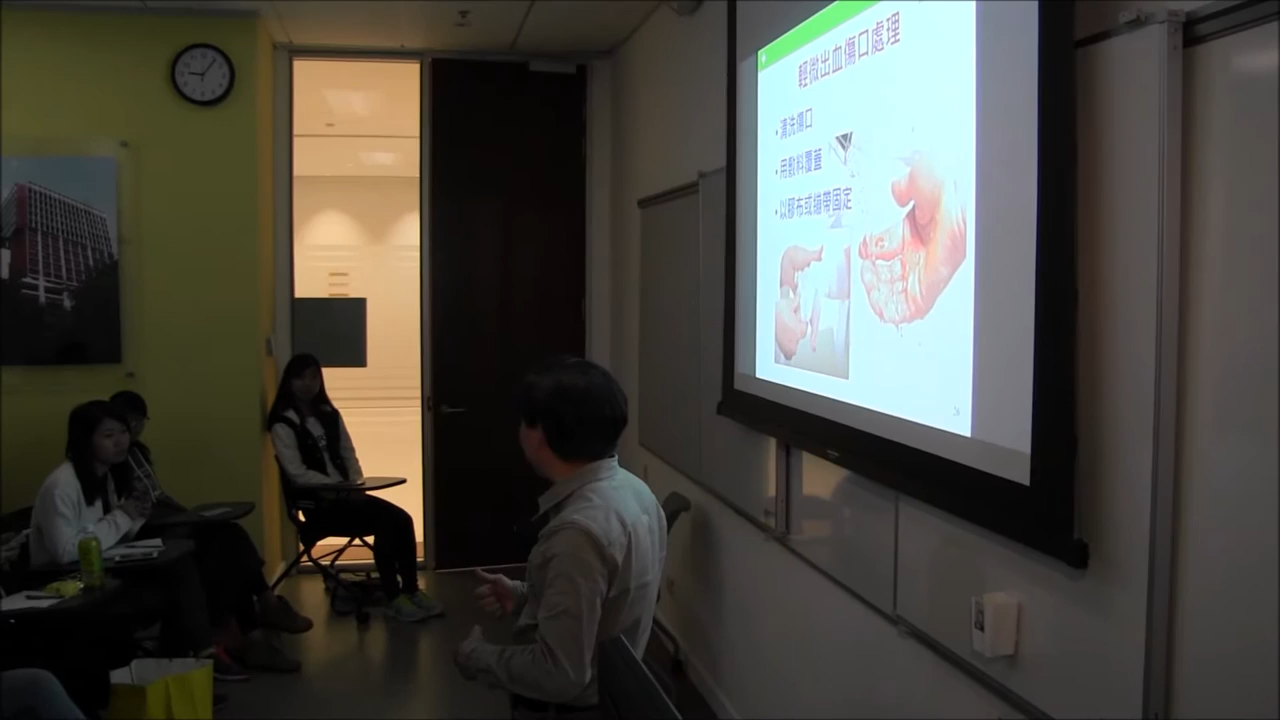 輕微出血傷口處理
• 清洗傷口
• 用敷料覆蓋
• 以膠布或繃帶固定